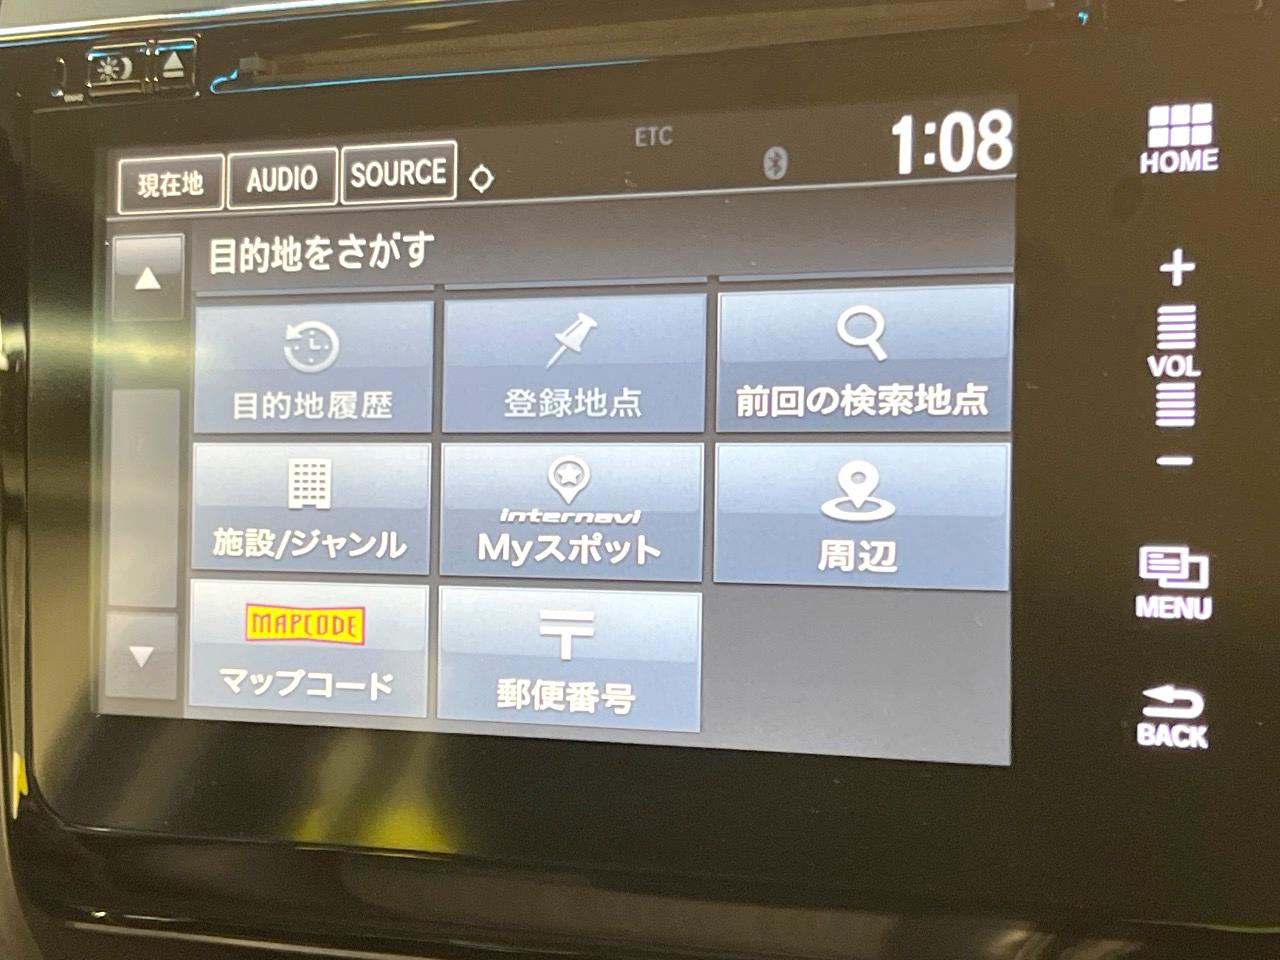 ETC
1:08
現在地
AUDIO
SOURCE
目的地をさがす
目的地履歴
登録地点
前回の検索地点
施設/ジャンル
internavi
Myスポット
周辺
MAPCODE
マップコード
〒
郵便番号
HOME
+
VOL
−
MENU
BACK